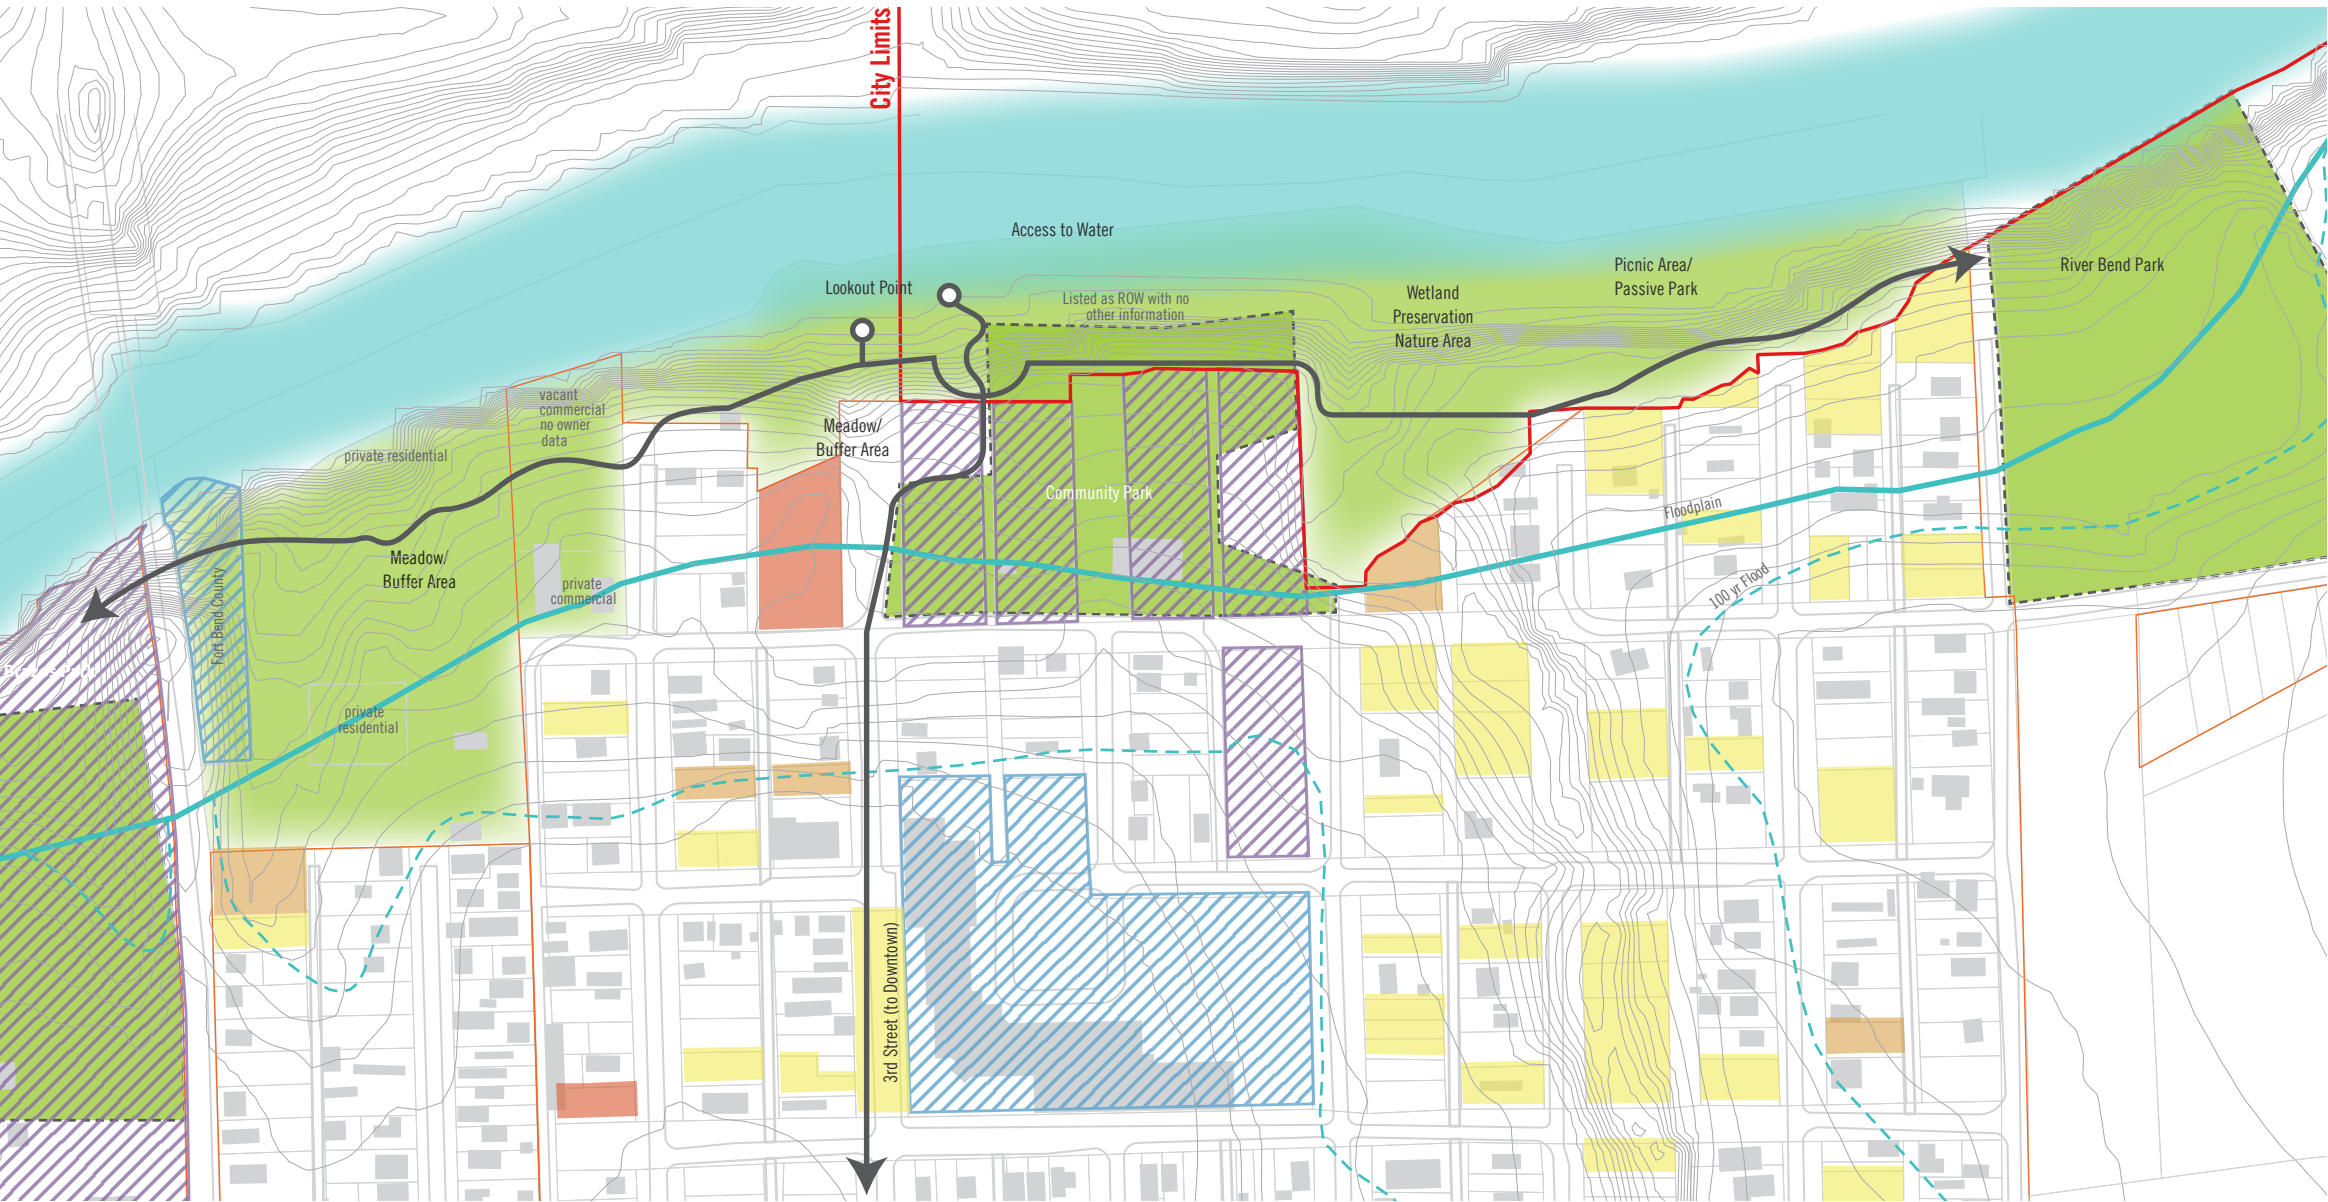 City Limits
Access to Water
Lookout Point
Listed as ROW with no
other information
Picnic Area/
Passive Park
River Bend Park
Wetland
Preservation
Nature Area
vacant
commercial
no owner
data
private residential
Meadow/
Buffer Area
Community Park
Floodplain
Meadow/
Buffer Area
private
commercial
100 yr Flood
Fort Bend County
private
residential
3rd Street (to Downtown)